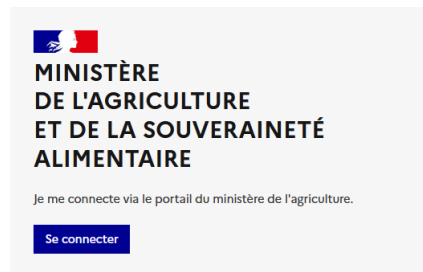 MINISTÈRE
DE L'AGRICULTURE
ET DE LA SOUVERAINETÉ
ALIMENTAIRE
Je me connecte via le portail du ministère de l'agriculture.
Se connecter